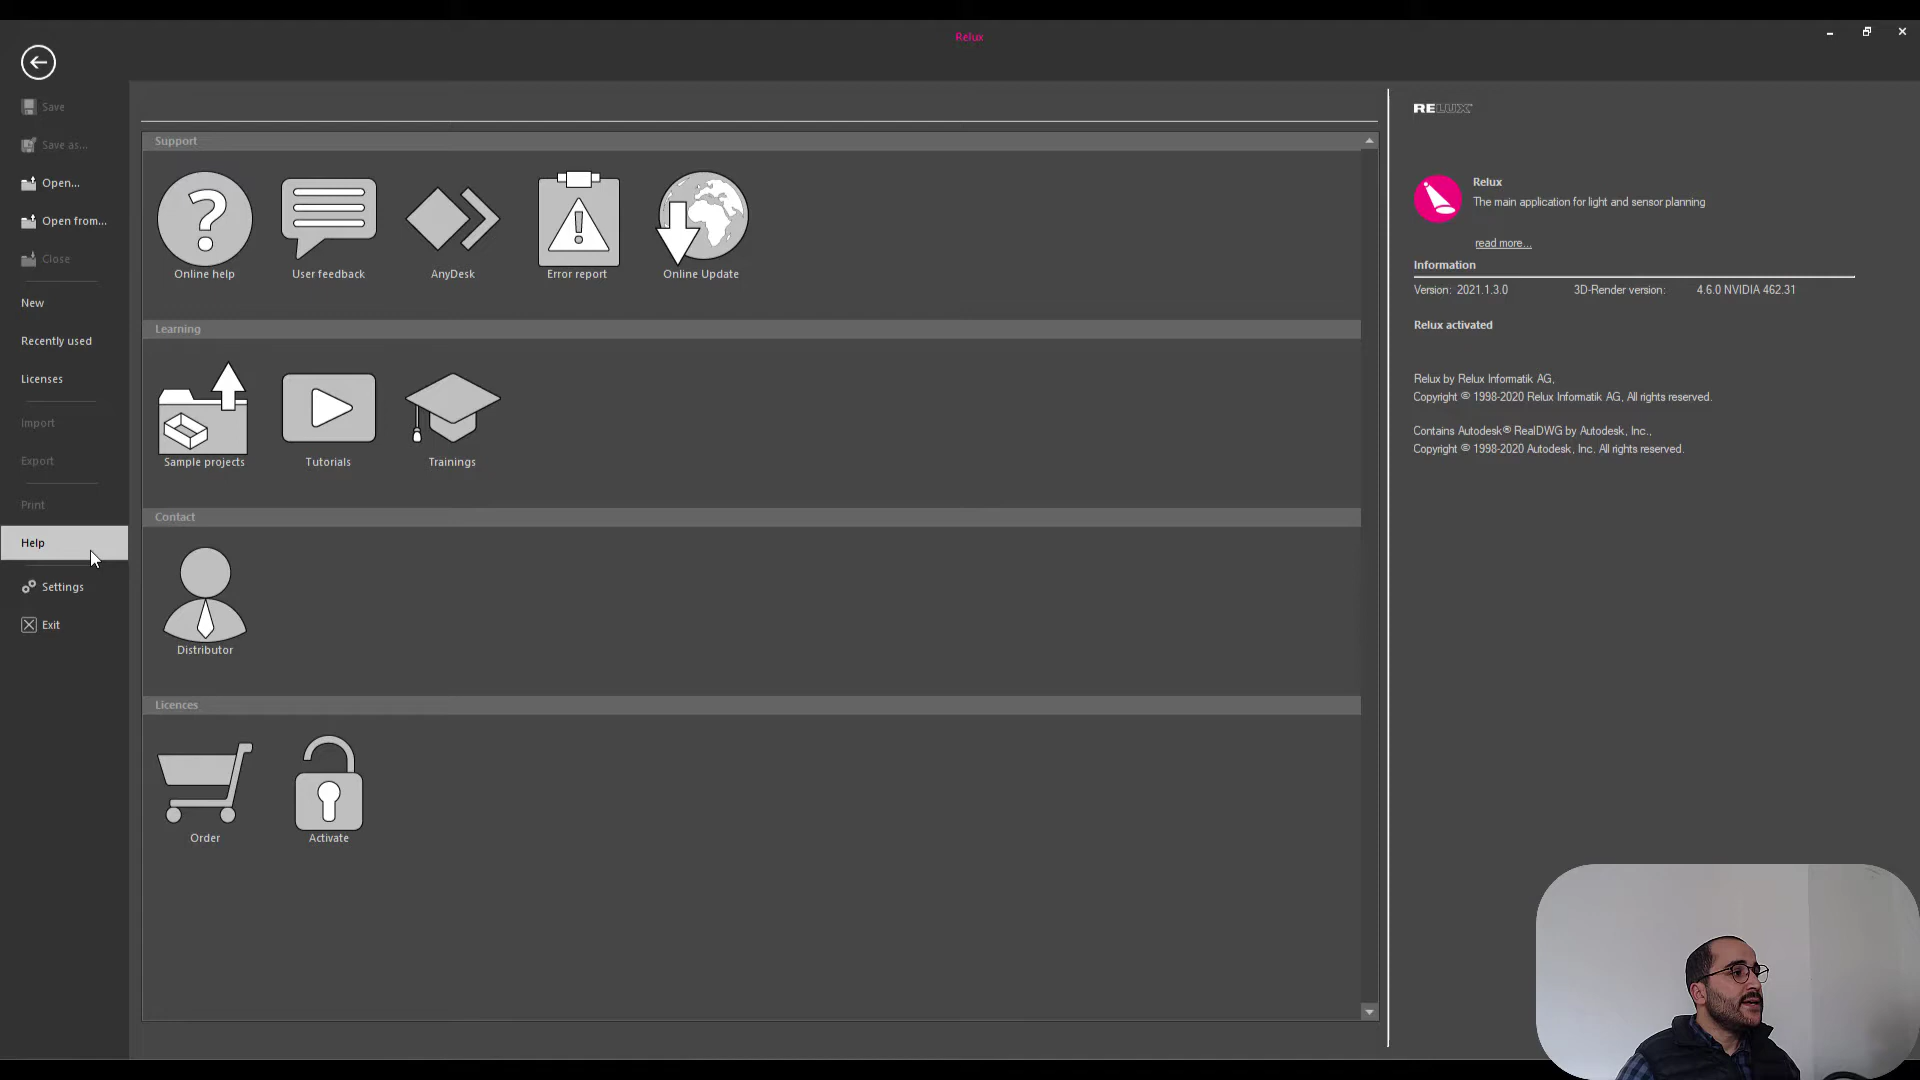 Relux
Save
Save as...
Open...
Open from...
Close
New
Recently used
Licenses
Import
Export
Print
Help
Settings
Exit
Support
Online help
User feedback
AnyDesk
Error report
Online Update
Learning
Sample projects
Tutorials
Trainings
Contact
Distributor
Licences
Order
Activate
RELUX
Relux
The main application for light and sensor planning
read more...
Information
Version: 2021.1.3.0 3D-Render version: 4.6.0 NVIDIA 462.31
Relux activated
Relux by Relux Informatik AG,
Copyright © 1998-2020 Relux Informatik AG, All rights reserved.
Contains Autodesk® RealDWG by Autodesk, Inc.,
Copyright © 1998-2020 Autodesk, Inc. All rights reserved.